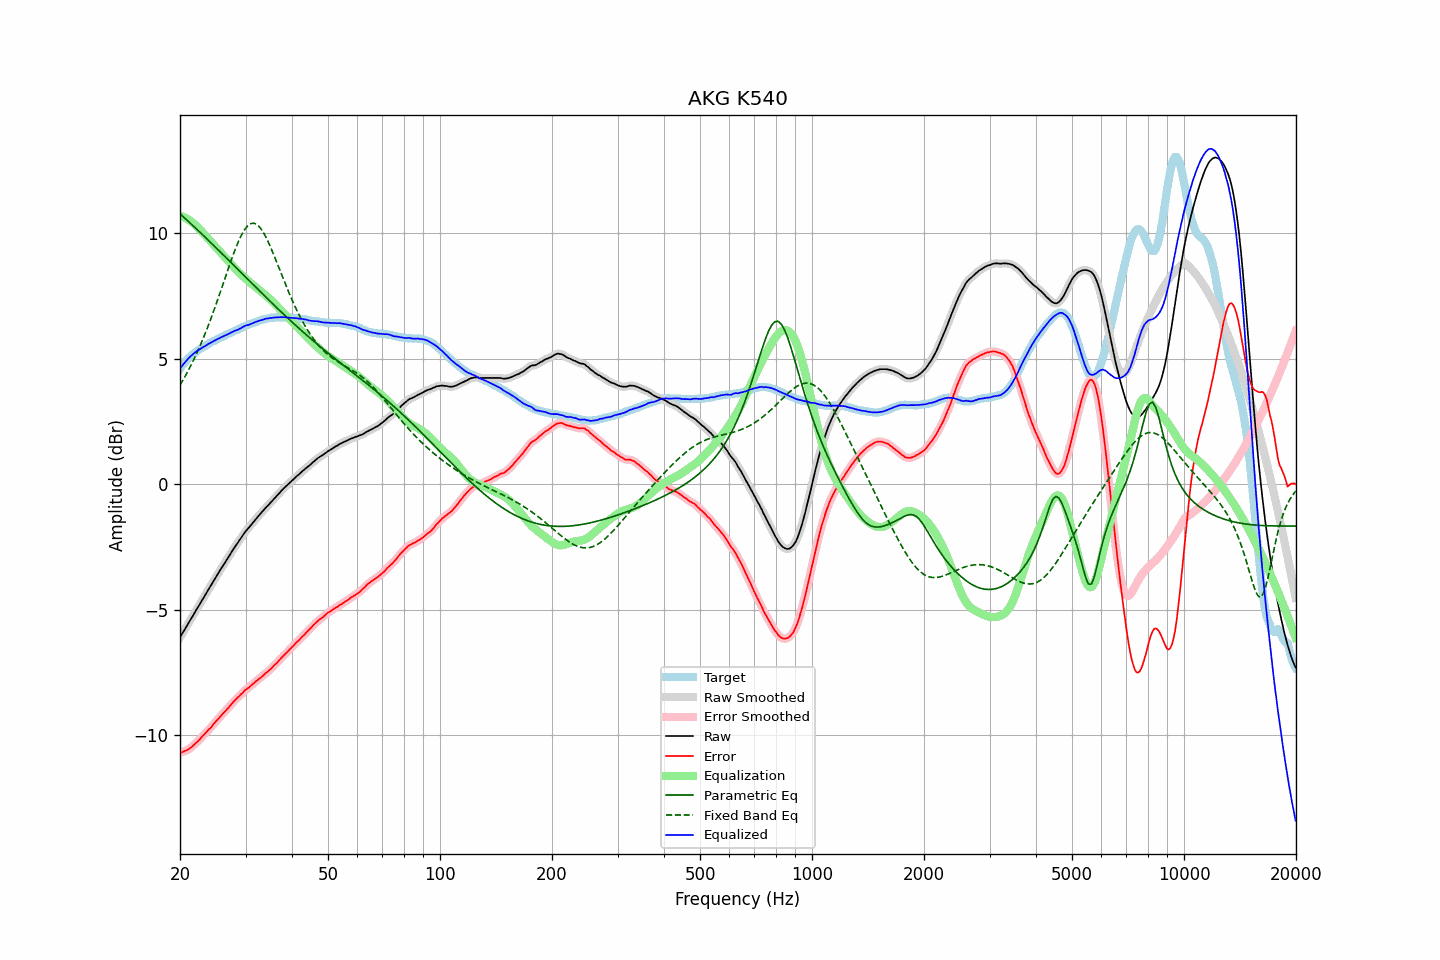 AKG K540
Amplitude (dBr)
10
5
0
−5
−10
Target
Raw Smoothed
Error Smoothed
Raw
Error
Equalization
Parametric Eq
Fixed Band Eq
Equalized
20 50 100 200 500 1000 2000 5000 10000 20000
Frequency (Hz)